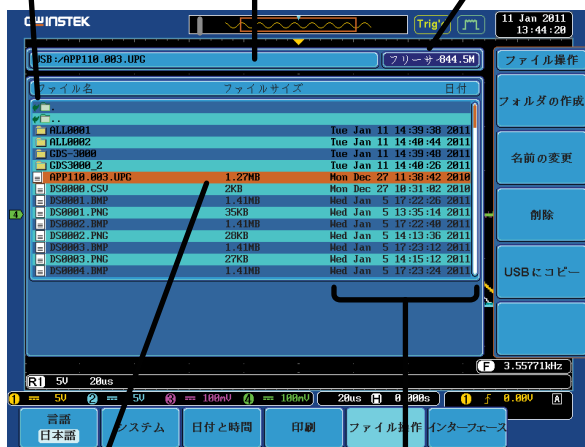 GWINSTEK Trig'd 11 Jan 2011
13:44:20
USB:/APP110.003.UPG フリーサ 844.5M ファイル操作
ファイル名 ファイルサイズ 日付
.
..
ALL0001 Tue Jan 11 14:39:38 2011
ALL0002 Tue Jan 11 14:40:44 2011
GDS-3000 Tue Jan 11 14:39:48 2011
GDS3000_2 Tue Jan 11 14:40:26 2011
APP110.003.UPG 1.27MB Mon Dec 27 11:38:42 2010
DS0000.CSV 2KB Mon Dec 27 10:31:02 2010
DS0001.BMP 1.41MB Wed Jan 5 17:22:26 2011
DS0001.PNG 35KB Wed Jan 5 13:35:14 2011
DS0002.BMP 1.41MB Wed Jan 5 17:22:40 2011
DS0002.PNG 28KB Wed Jan 5 14:13:36 2011
DS0003.BMP 1.41MB Wed Jan 5 17:23:12 2011
DS0003.PNG 27KB Wed Jan 5 14:15:12 2011
DS0004.BMP 1.41MB Wed Jan 5 17:23:24 2011
フォルダの作成
名前の変更
削除
USBにコピー
4
F 3.55771kHz
R1 5V 20us
1 5V 2 5V 3 100mV 4 100mV 20us H 0.000s 1 0.00V A
言語
日本語
システム 日付と時間 印刷 ファイル操作 インターフェース